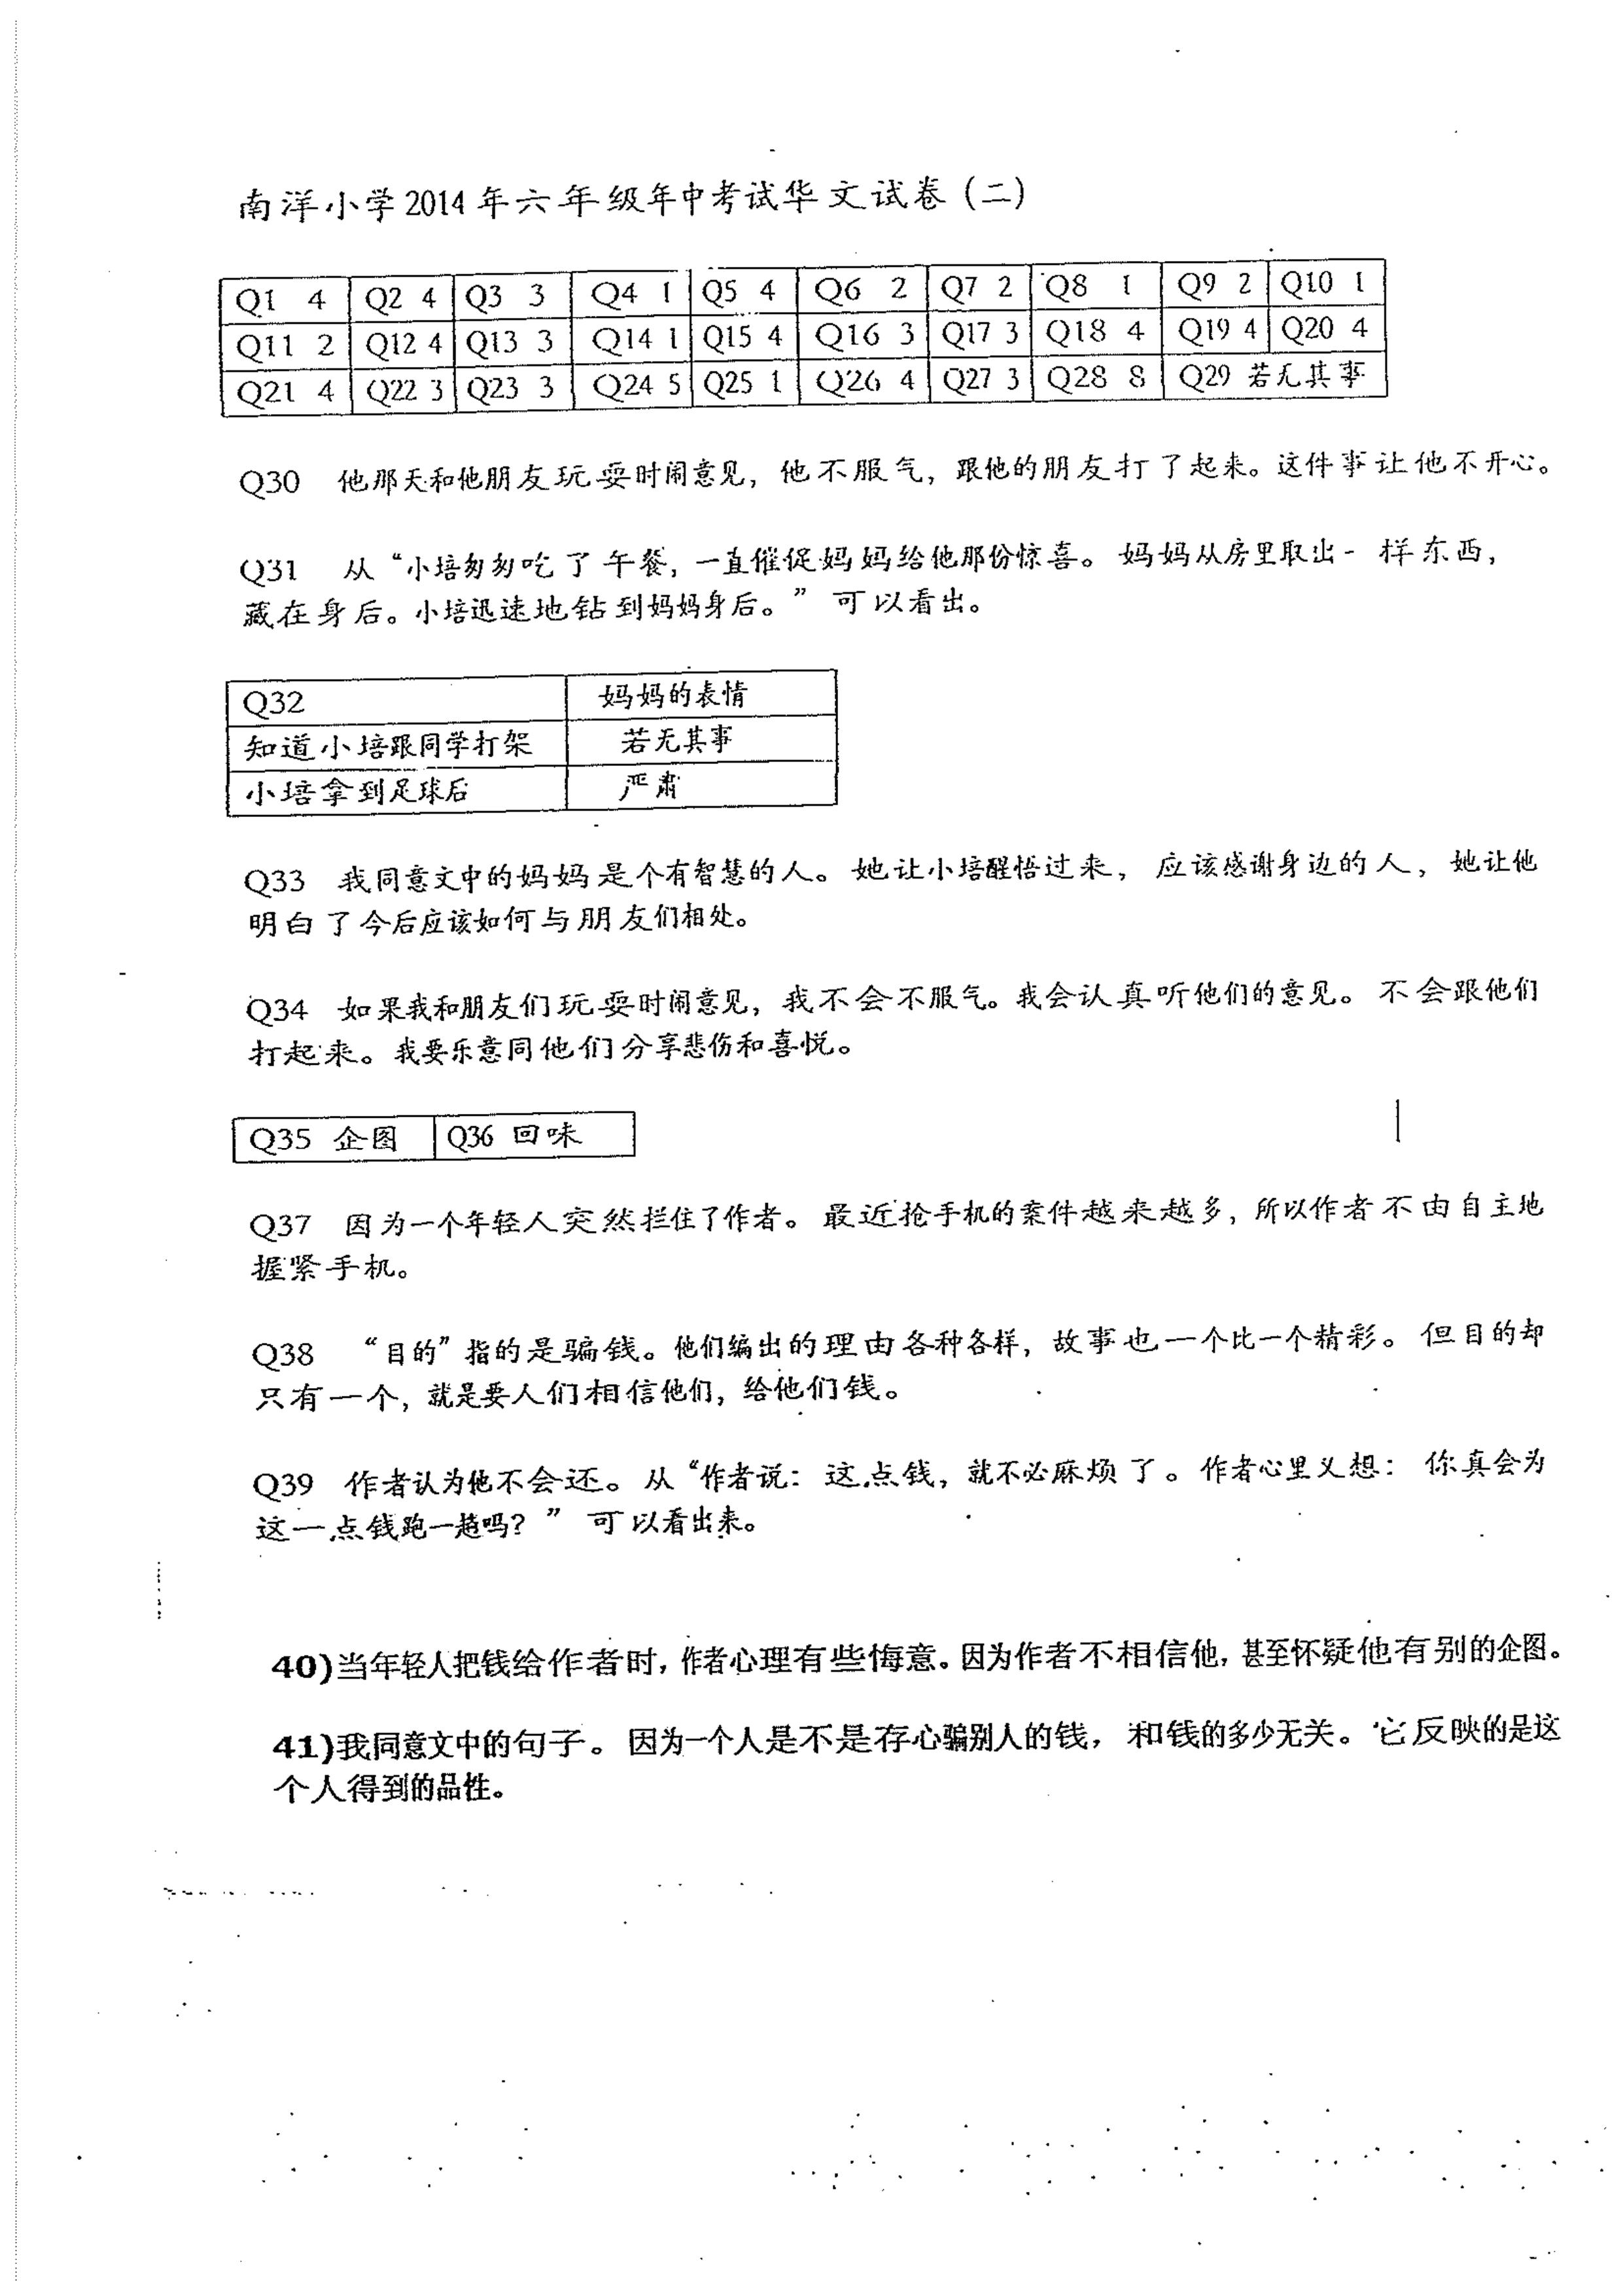 南洋小学2014年六年级年中考试华文试卷（二）
Q1 4 Q2 4 Q3 3 Q4 1 Q5 4 Q6 2 Q7 2 Q8 1 Q9 2 Q10 1
Q11 2 Q12 4 Q13 3 Q14 1 Q15 4 Q16 3 Q17 3 Q18 4 Q19 4 Q20 4
Q21 4 Q22 3 Q23 3 Q24 5 Q25 1 Q26 4 Q27 3 Q28 8 Q29 若无其事
Q30 他那天和他朋友玩耍时闹意见，他不服气，跟他的朋友打了起来。这件事让他不开心。
Q31 从“小培匆匆吃了午餐，一直催促妈妈给他那份惊喜。妈妈从房里取出一样东西，
藏在身后。小培迅速地钻到妈妈身后。”可以看出。
Q32 妈妈的表情
知道小培跟同学打架 若无其事
小培拿到足球后 严肃
Q33 我同意文中的妈妈是个有智慧的人。她让小培醒悟过来，应该感谢身边的人，她让他
明白了今后应该如何与朋友们相处。
Q34 如果我和朋友们玩耍时闹意见，我不会不服气。我会认真听他们的意见。不会跟他们
打起来。我要乐意同他们分享悲伤和喜悦。
Q35 企图 Q36 回味
Q37 因为一个年轻人突然拦住了作者。最近抢手机的案件越来越多，所以作者不由自主地
握紧手机。
Q38 “目的”指的是骗钱。他们编出的理由各种各样，故事也一个比一个精彩。但目的却
只有一个，就是要人们相信他们，给他们钱。
Q39 作者认为他不会还。从“作者说：这点钱，就不必麻烦了。作者心里又想：你真会为
这一点钱跑一趟吗？”可以看出来。
40)当年轻人把钱给作者时，作者心理有些悔意。因为作者不相信他，甚至怀疑他有别的企图。
41)我同意文中的句子。因为一个人是不是存心骗别人的钱，和钱的多少无关。它反映的是这
个人得到的品性。